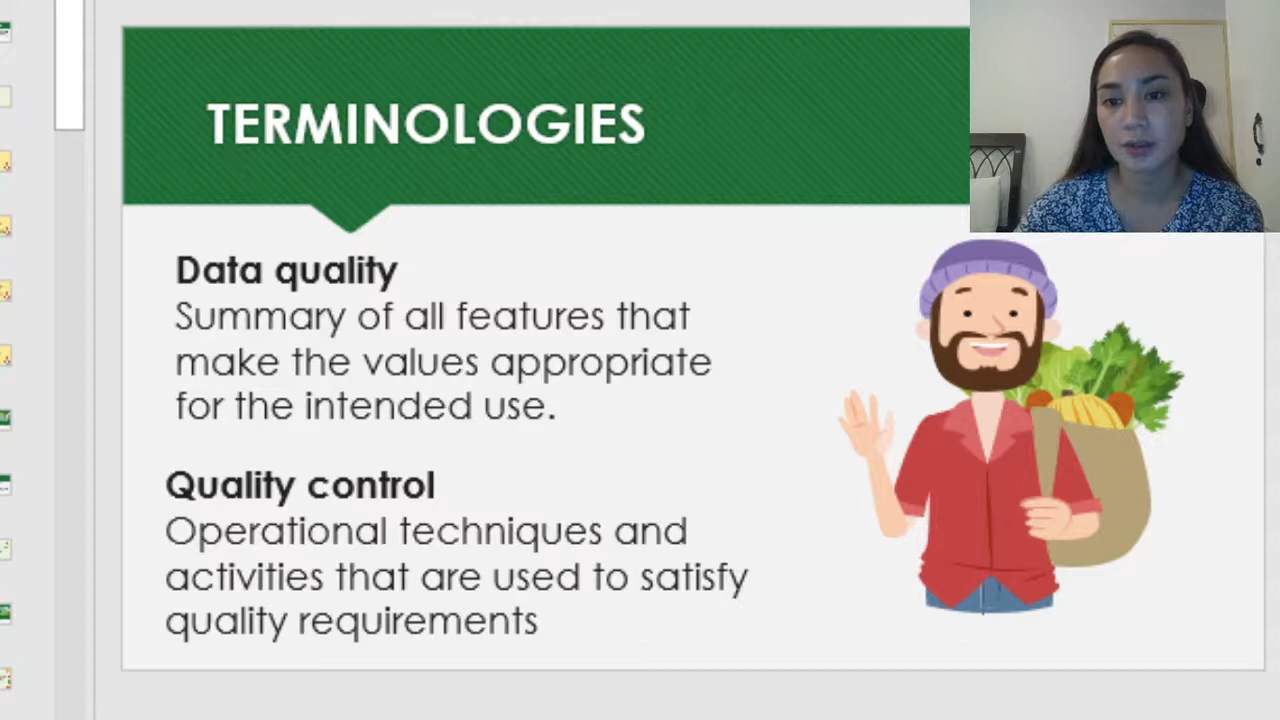 TERMINOLOGIES
Data quality
Summary of all features that
make the values appropriate
for the intended use.
Quality control
Operational techniques and
activities that are used to satisfy
quality requirements